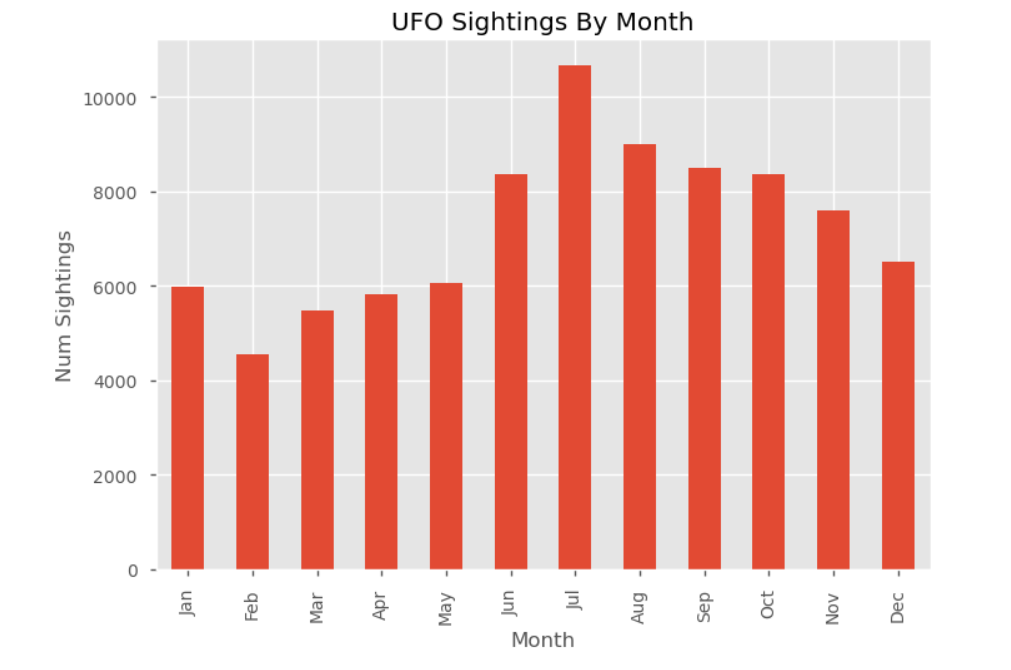 UFO Sightings By Month
Num Sightings
10000
8000
6000
4000
2000
0
Jan
Feb
Mar
Apr
May
Jun
Jul
Aug
Sep
Oct
Nov
Dec
Month